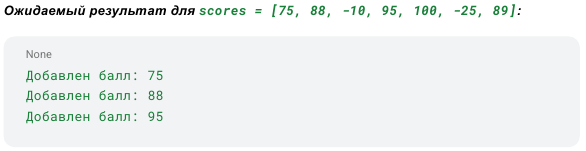 Ожидаемый результат для scores = [75, 88, -10, 95, 100, -25, 89]:
None
Добавлен балл: 75
Добавлен балл: 88
Добавлен балл: 95